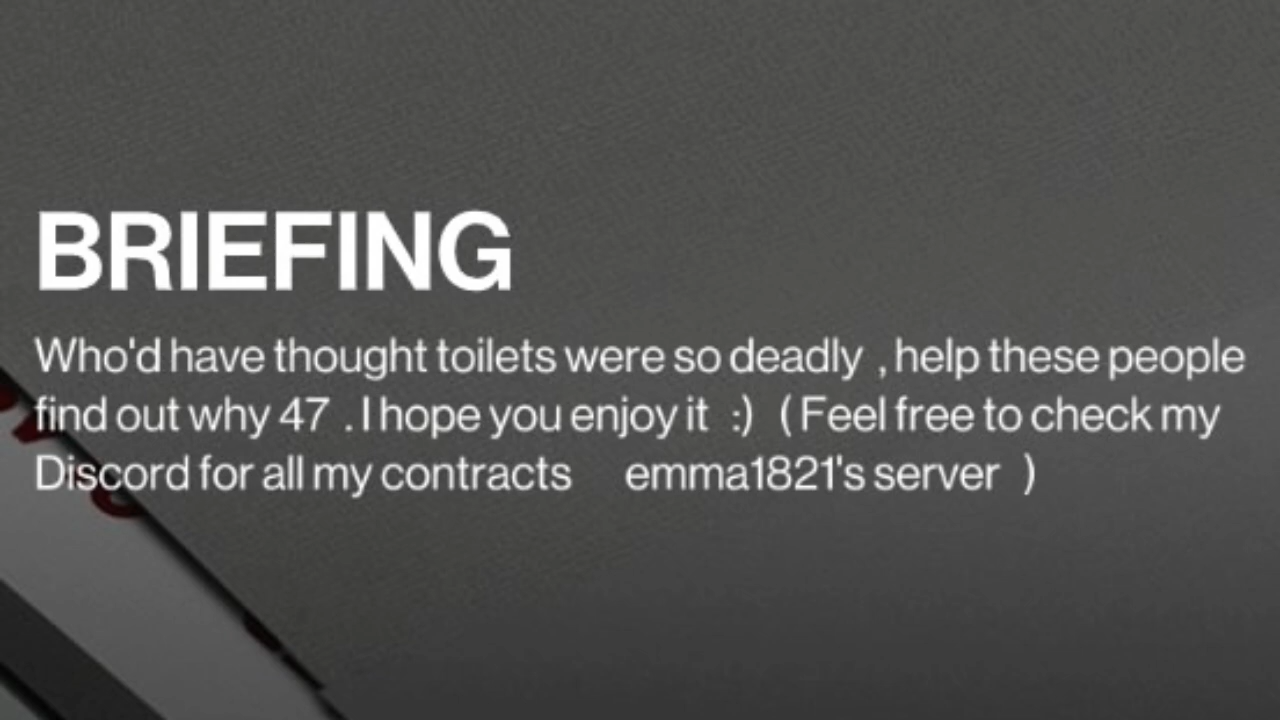 BRIEFING
Who'd have thought toilets were so deadly , help these people
find out why 47 . I hope you enjoy it :) ( Feel free to check my
Discord for all my contracts emma1821's server )